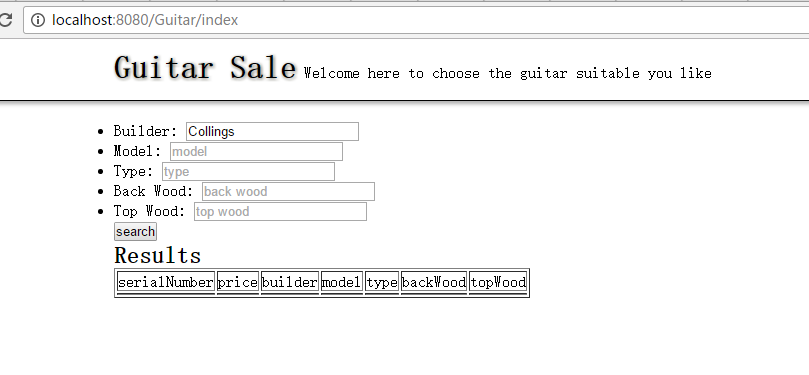 localhost:8080/Guitar/index
Guitar Sale Welcome here to choose the guitar suitable you like
Builder: Collings
Model: model
Type: type
Back Wood: back wood
Top Wood: top wood
search
Results
serialNumber price builder model type backWood topWood